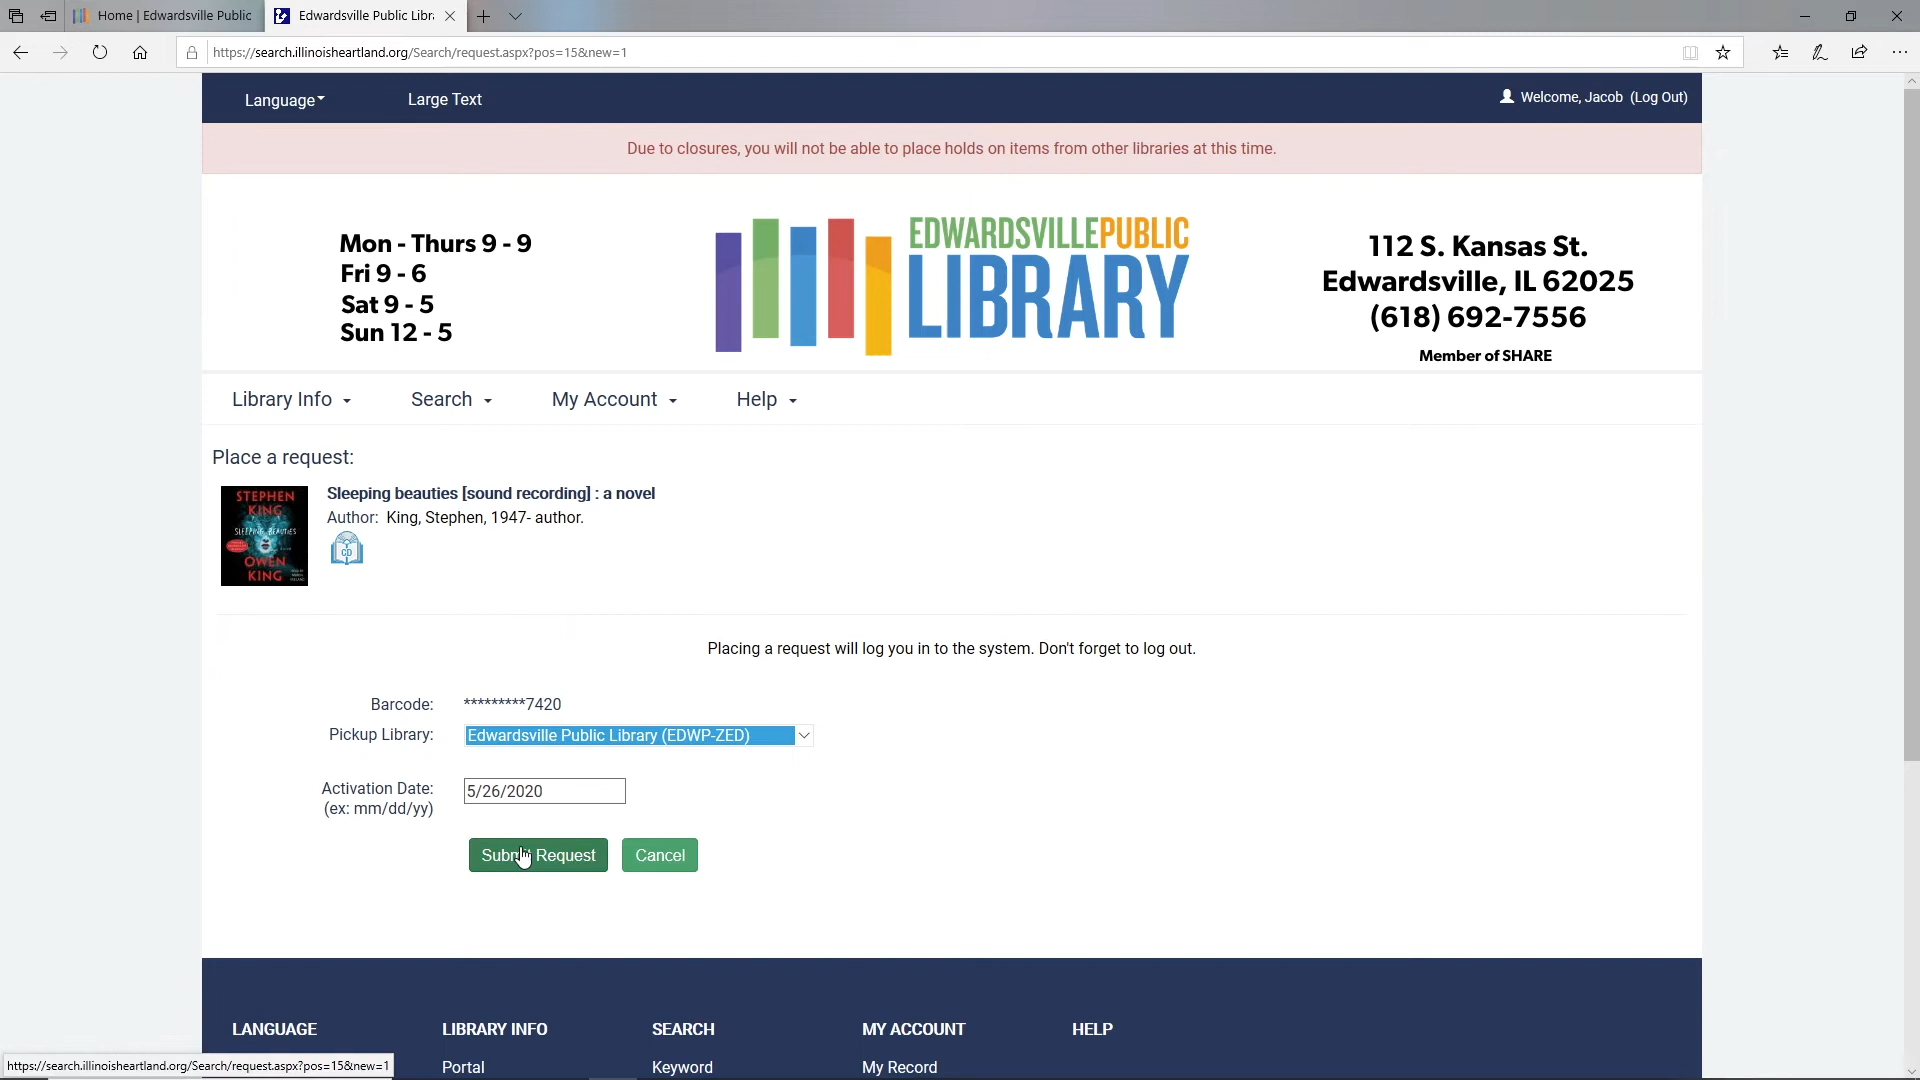 Home | Edwardsville Public
Edwardsville Public Libr
https://search.illinoisheartland.org/Search/request.aspx?pos=15&new=1
Language
Large Text
Welcome, Jacob (Log Out)
Due to closures, you will not be able to place holds on items from other libraries at this time.
Mon - Thurs 9 - 9
Fri 9 - 6
Sat 9 - 5
Sun 12 - 5
EDWARDSVILLEPUBLIC
LIBRARY
112 S. Kansas St.
Edwardsville, IL 62025
(618) 692-7556
Member of SHARE
Library Info
Search
My Account
Help
Place a request:
STEPHEN
KING
SLEEPING BEAUTIES
OWEN
KING
Sleeping beauties [sound recording] : a novel
Author: King, Stephen, 1947- author.
CD
Placing a request will log you in to the system. Don't forget to log out.
Barcode: *********7420
Pickup Library: Edwardsville Public Library (EDWP-ZED)
Activation Date: 5/26/2020
(ex: mm/dd/yy)
Submit Request
Cancel
LANGUAGE
LIBRARY INFO
SEARCH
MY ACCOUNT
HELP
Portal
Keyword
My Record
https://search.illinoisheartland.org/Search/request.aspx?pos=15&new=1